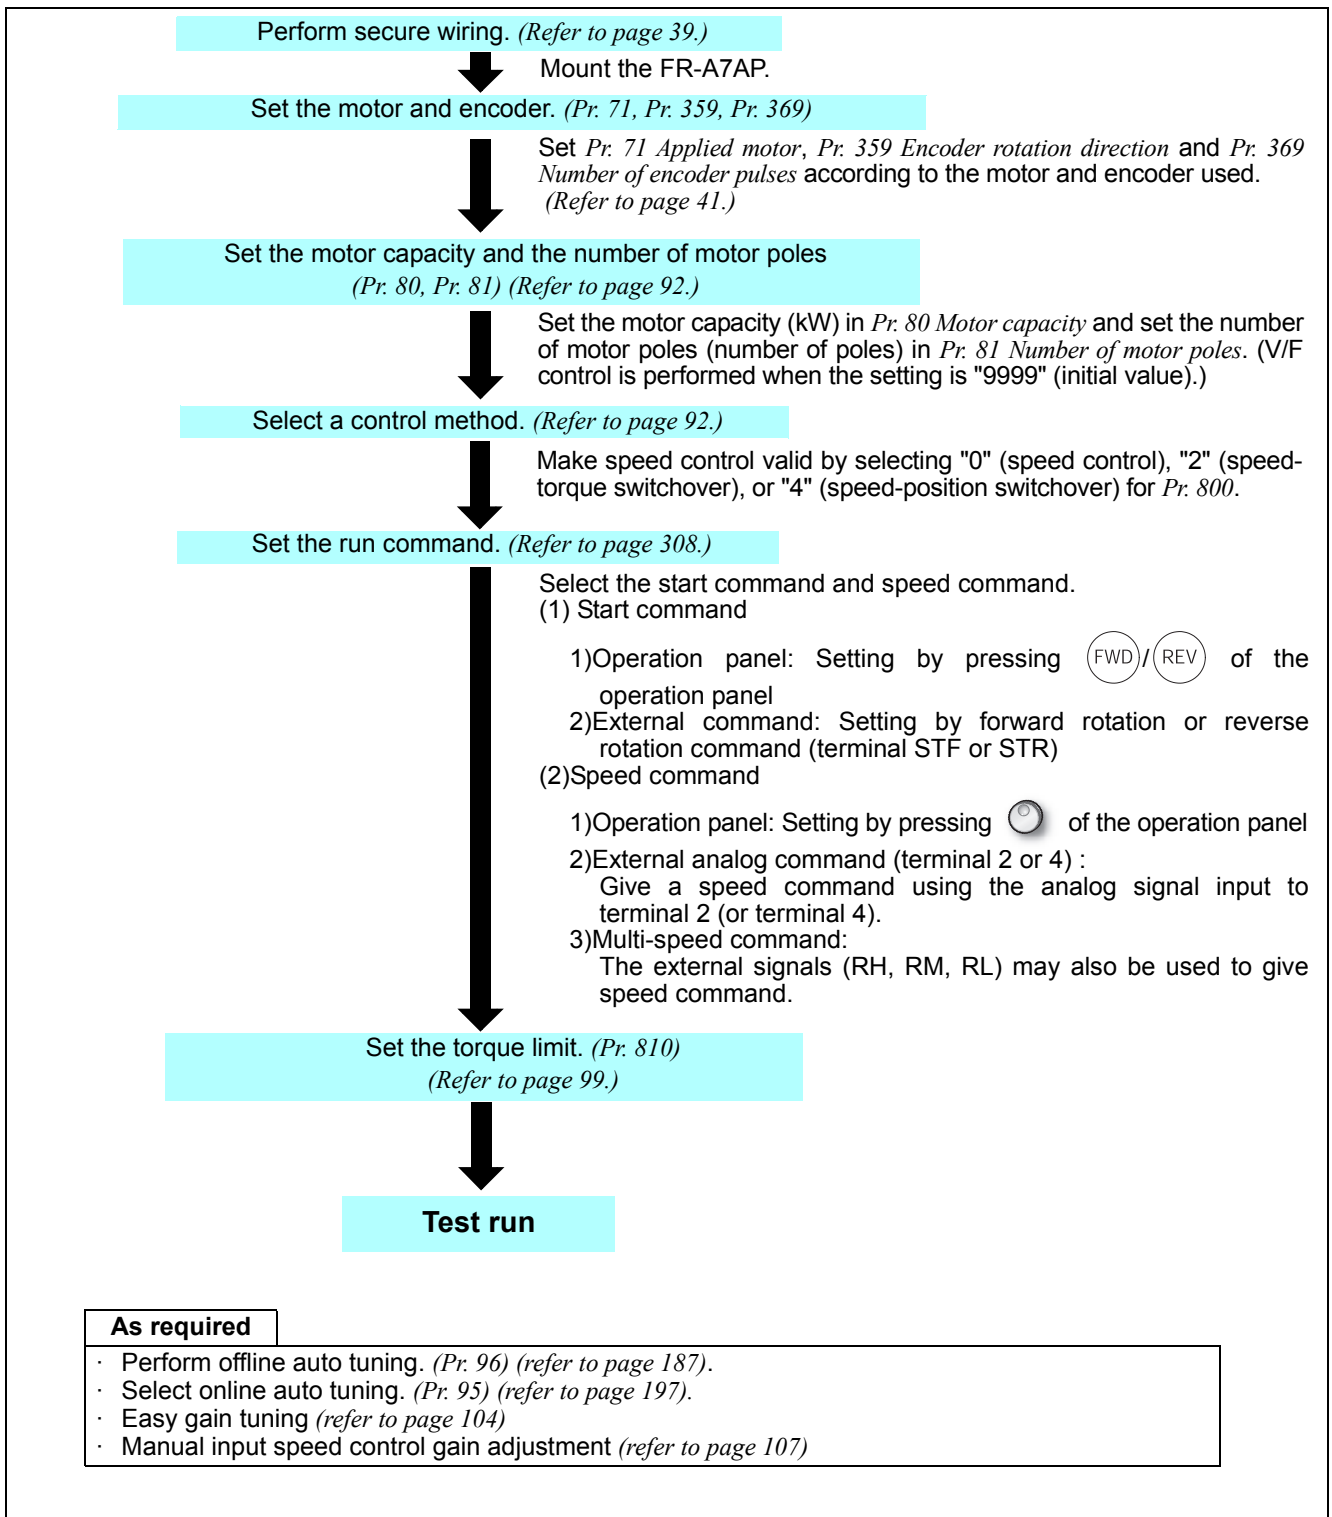 Perform secure wiring. (Refer to page 39.)
Mount the FR-A7AP.
Set the motor and encoder. (Pr. 71, Pr. 359, Pr. 369)
Set Pr. 71 Applied motor, Pr. 359 Encoder rotation direction and Pr. 369
Number of encoder pulses according to the motor and encoder used.
(Refer to page 41.)
Set the motor capacity and the number of motor poles
(Pr. 80, Pr. 81) (Refer to page 92.)
Set the motor capacity (kW) in Pr. 80 Motor capacity and set the number
of motor poles (number of poles) in Pr. 81 Number of motor poles. (V/F
control is performed when the setting is "9999" (initial value).)
Select a control method. (Refer to page 92.)
Make speed control valid by selecting "0" (speed control), "2" (speed-
torque switchover), or "4" (speed-position switchover) for Pr. 800.
Set the run command. (Refer to page 308.)
Select the start command and speed command.
(1) Start command
1)Operation panel: Setting by pressing FWD/REV of the
operation panel
2)External command: Setting by forward rotation or reverse
rotation command (terminal STF or STR)
(2)Speed command
1)Operation panel: Setting by pressing of the operation panel
2)External analog command (terminal 2 or 4) :
Give a speed command using the analog signal input to
terminal 2 (or terminal 4).
3)Multi-speed command:
The external signals (RH, RM, RL) may also be used to give
speed command.
Set the torque limit. (Pr. 810)
(Refer to page 99.)
Test run
As required
· Perform offline auto tuning. (Pr. 96) (refer to page 187).
· Select online auto tuning. (Pr. 95) (refer to page 197).
· Easy gain tuning (refer to page 104)
· Manual input speed control gain adjustment (refer to page 107)